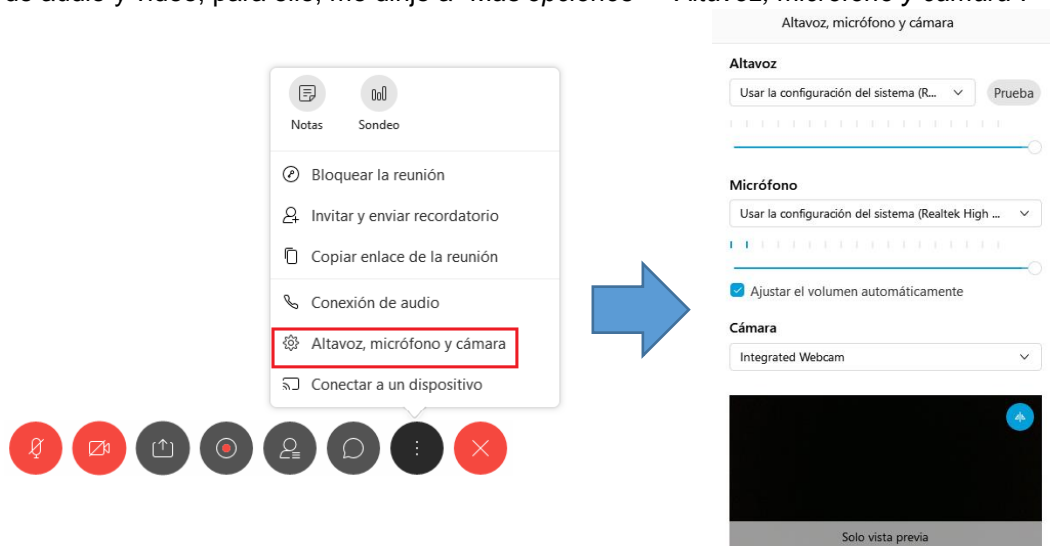 Altavoz, micrófono y cámara
Notas
Sondeo
Bloquear la reunión
Invitar y enviar recordatorio
Copiar enlace de la reunión
Conexión de audio
Altavoz, micrófono y cámara
Conectar a un dispositivo
Altavoz
Usar la configuración del sistema (R...
Prueba
Micrófono
Usar la configuración del sistema (Realtek High ...
Ajustar el volumen automáticamente
Cámara
Integrated Webcam
Solo vista previa